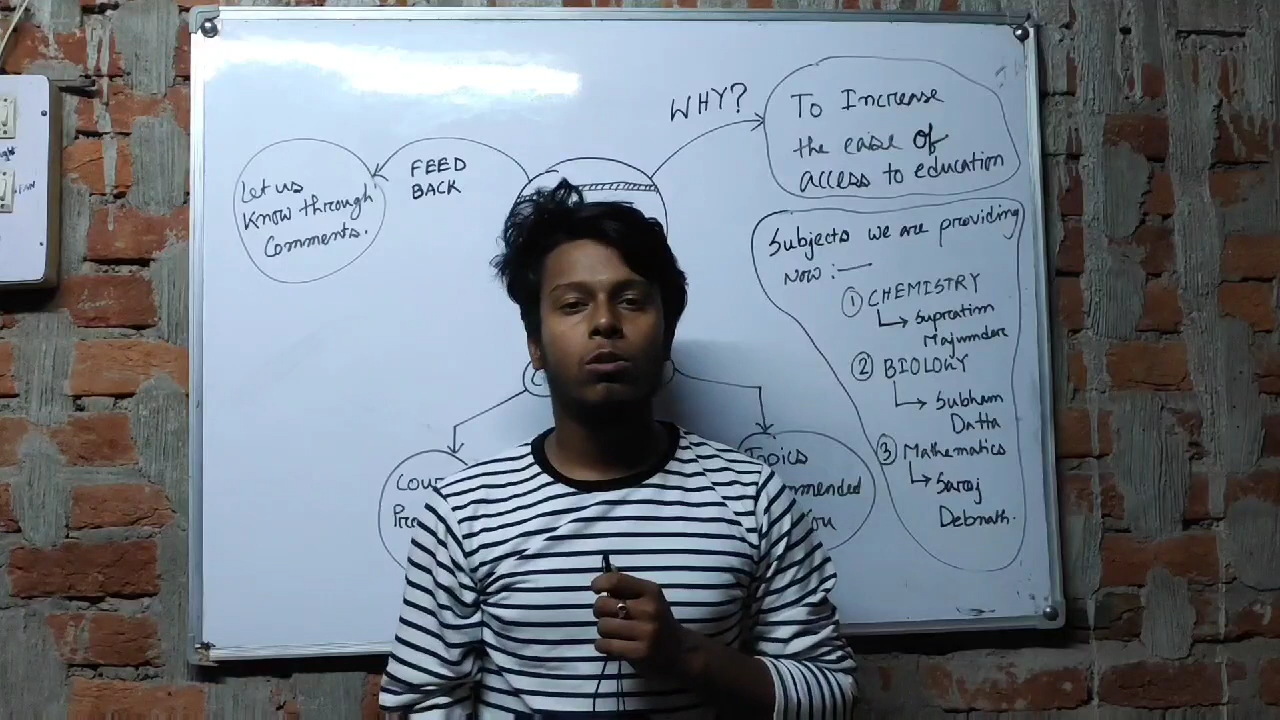 WHY?
To Increase
the ease of
access to education
FEED
BACK
Let us
Know through
Comments.
Subjects we are providing
Now :—
① CHEMISTRY
Supratim
Majumder
② BIOLOGY
Subham
Datta
③ Mathematics
Saroj
Debnath.
Topics